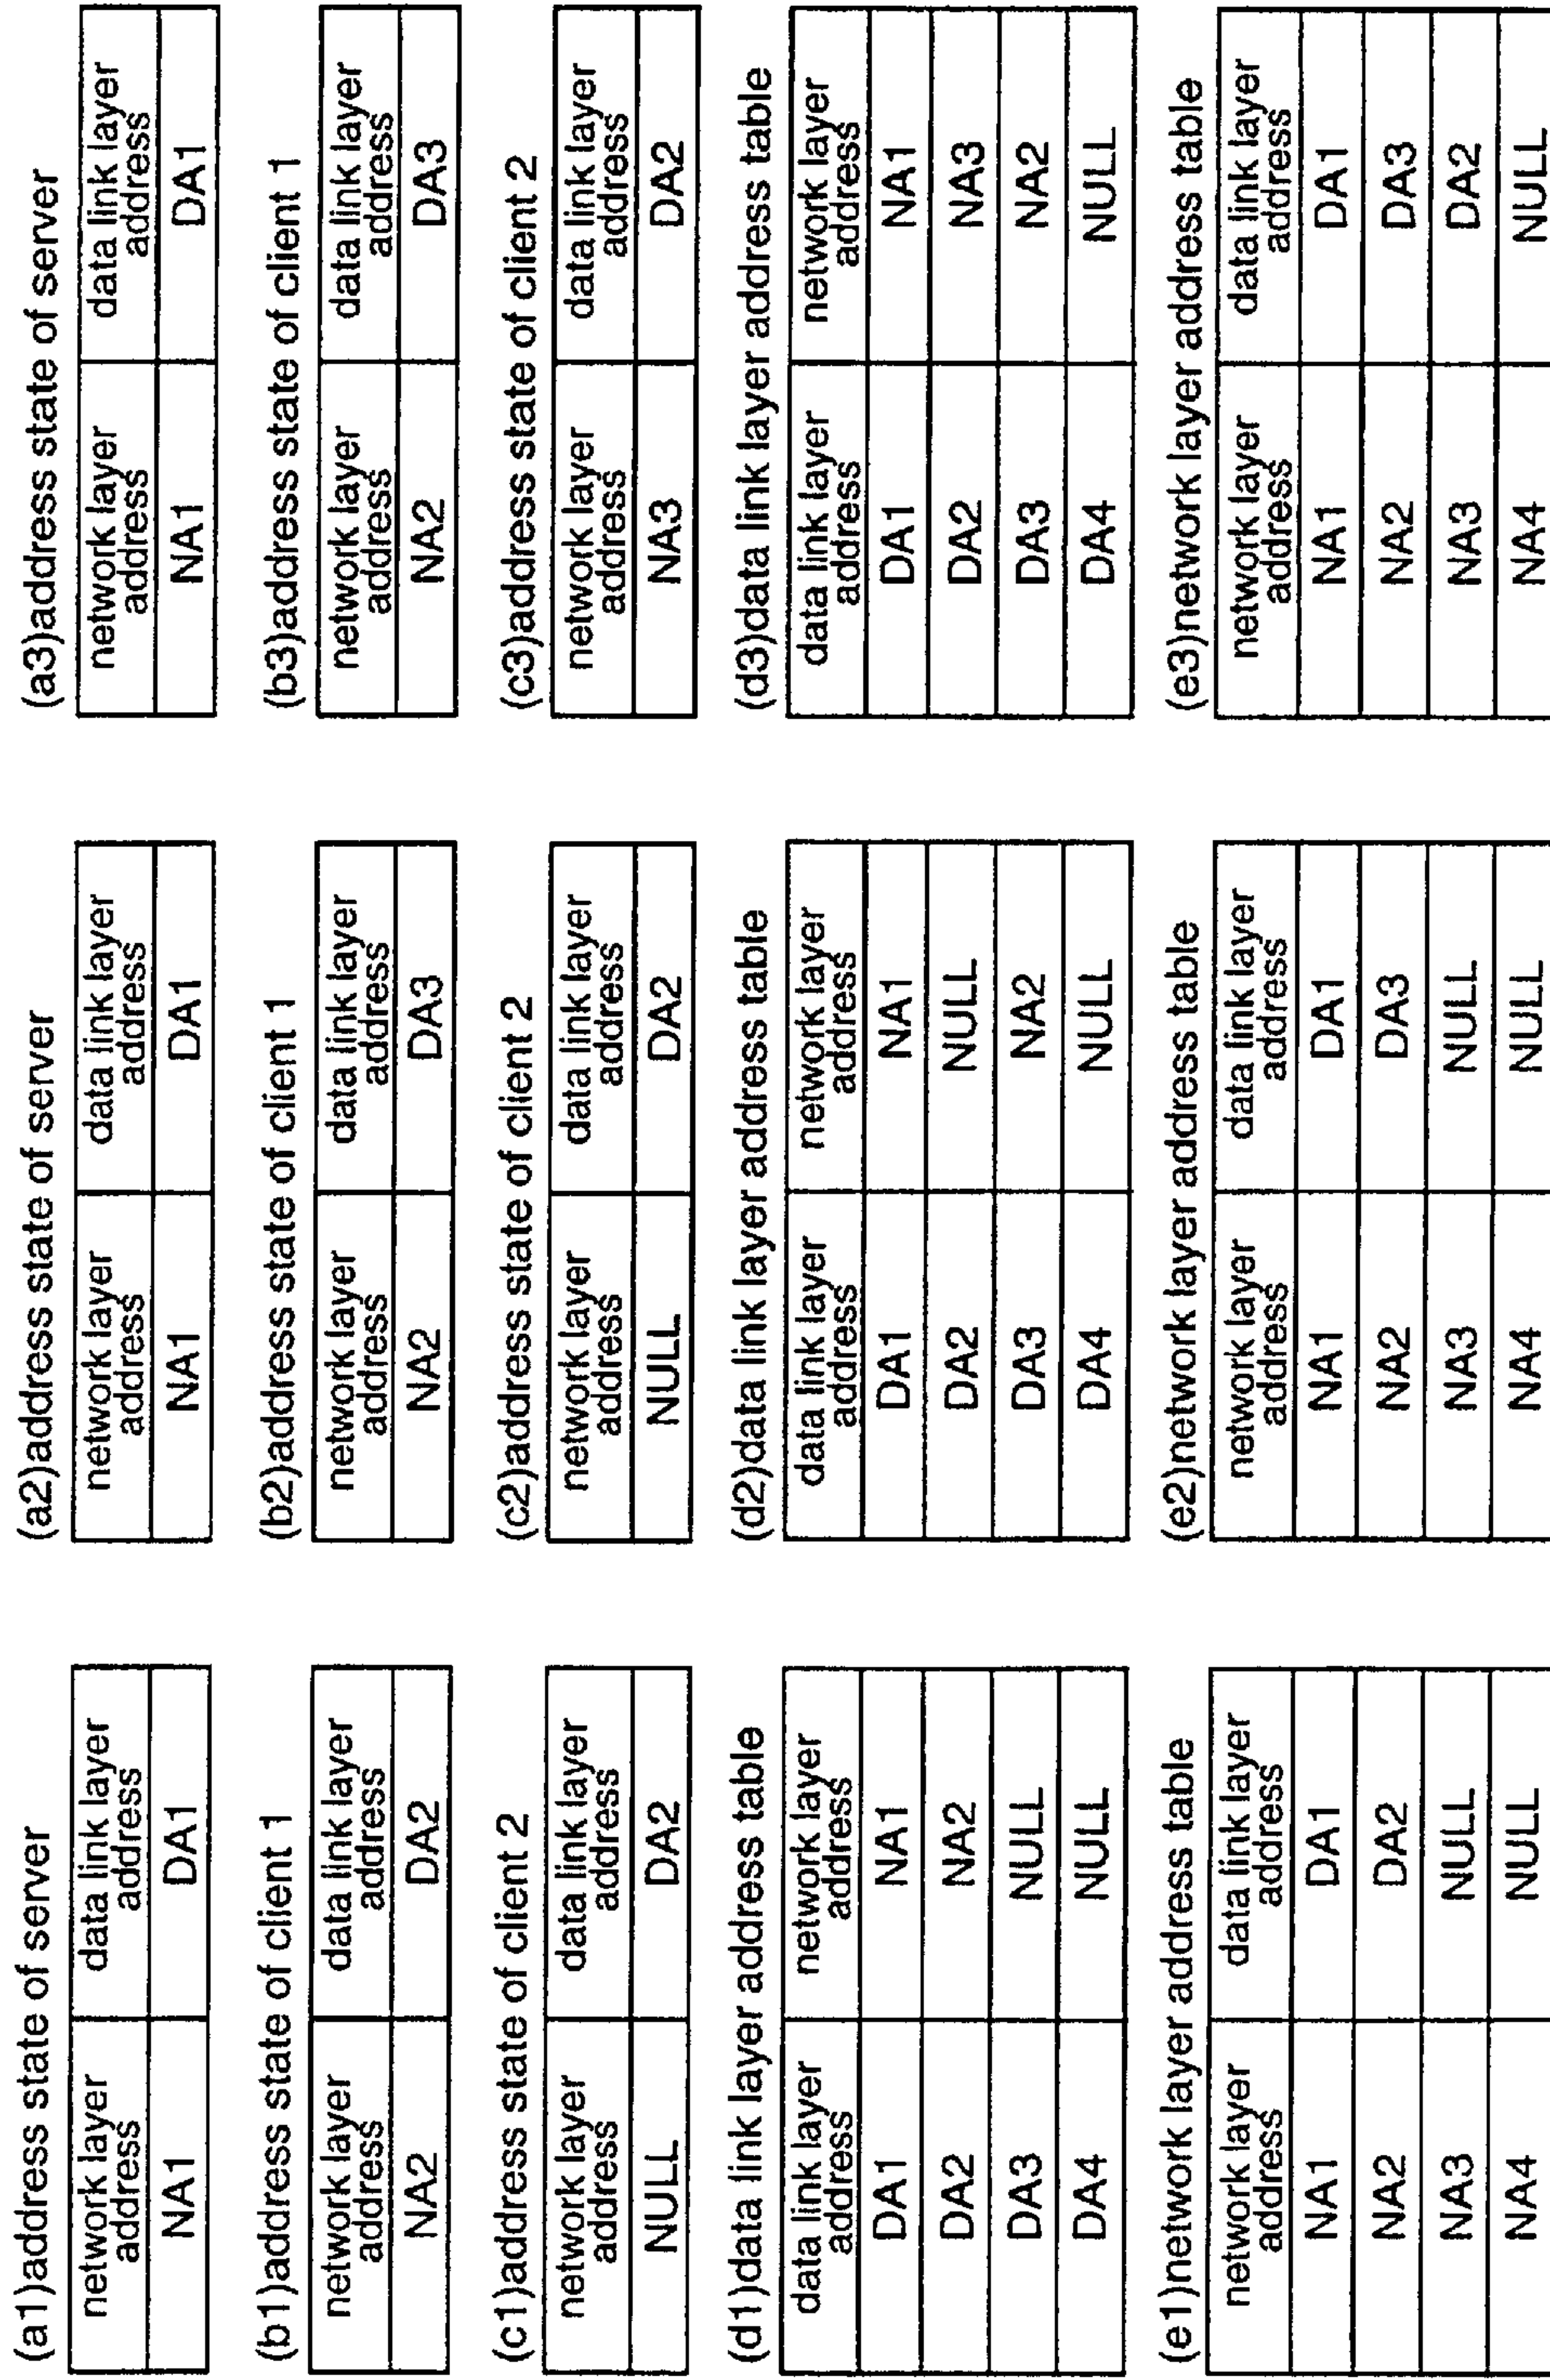 (a1)address state of server
network layer address
data link layer address
NA1
DA1
(b1)address state of client 1
network layer address
data link layer address
NA2
DA2
(c1)address state of client 2
network layer address
data link layer address
NULL
DA2
(d1)data link layer address table
data link layer address
network layer address
DA1
NA1
DA2
NA2
DA3
NULL
DA4
NULL
(e1)network layer address table
network layer address
data link layer address
NA1
DA1
NA2
DA2
NA3
NULL
NA4
NULL
(a2)address state of server
network layer address
data link layer address
NA1
DA1
(b2)address state of client 1
network layer address
data link layer address
NA2
DA3
(c2)address state of client 2
network layer address
data link layer address
NULL
DA2
(d2)data link layer address table
data link layer address
network layer address
DA1
NA1
DA2
NULL
DA3
NA2
DA4
NULL
(e2)network layer address table
network layer address
data link layer address
NA1
DA1
NA2
DA3
NA3
NULL
NA4
NULL
(a3)address state of server
network layer address
data link layer address
NA1
DA1
(b3)address state of client 1
network layer address
data link layer address
NA2
DA3
(c3)address state of client 2
network layer address
data link layer address
NA3
DA2
(d3)data link layer address table
data link layer address
network layer address
DA1
NA1
DA2
NA3
DA3
NA2
DA4
NULL
(e3)network layer address table
network layer address
data link layer address
NA1
DA1
NA2
DA3
NA3
DA2
NA4
NULL